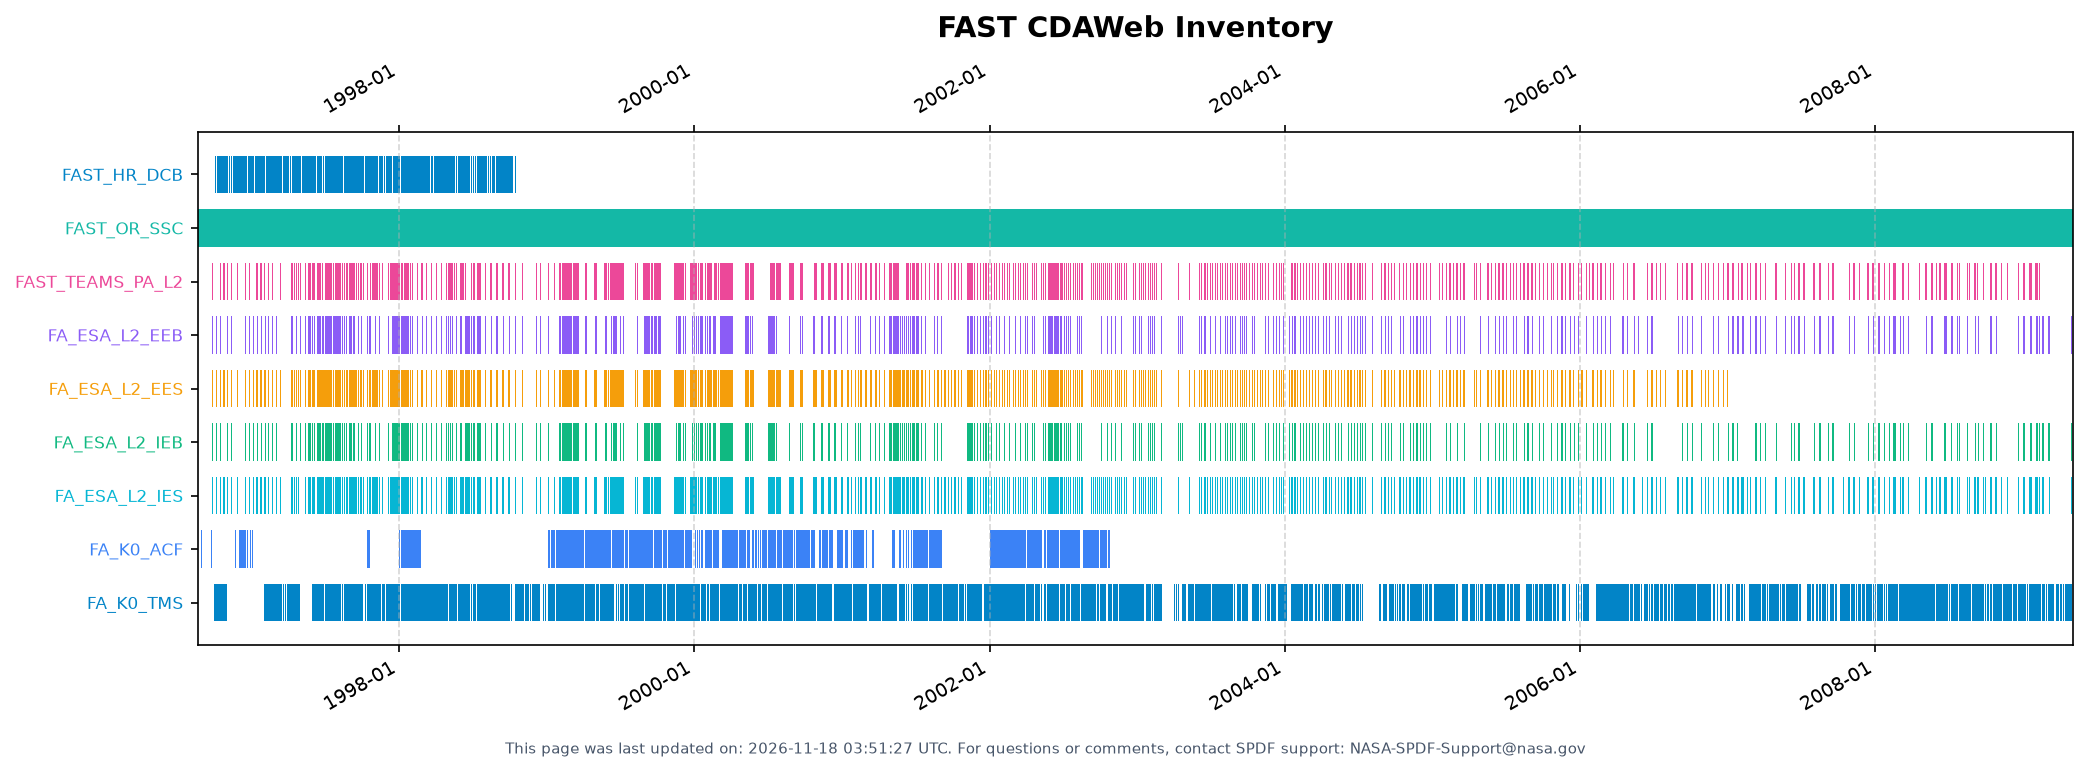 FAST CDAWeb Inventory
1998-01
2000-01
2002-01
2004-01
2006-01
2008-01
FAST_HR_DCB
FAST_OR_SSC
FAST_TEAMS_PA_L2
FA_ESA_L2_EEB
FA_ESA_L2_EES
FA_ESA_L2_IEB
FA_ESA_L2_IES
FA_K0_ACF
FA_K0_TMS
1998-01
2000-01
2002-01
2004-01
2006-01
2008-01
This page was last updated on: 2026-11-18 03:51:27 UTC. For questions or comments, contact SPDF support: NASA-SPDF-Support@nasa.gov